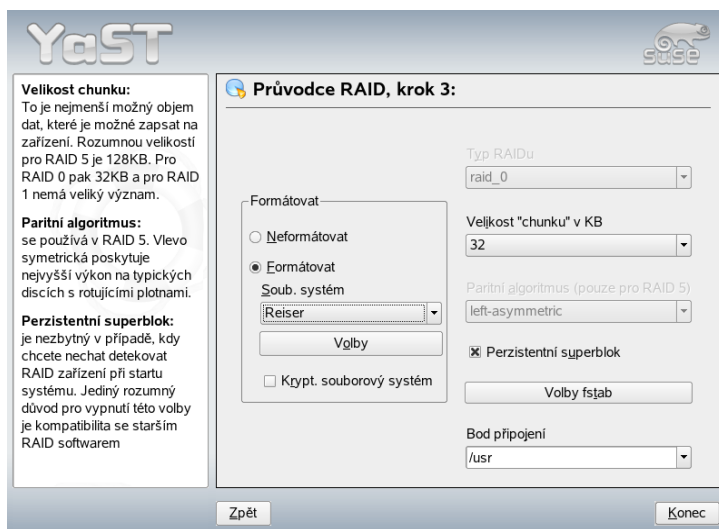 YaST
SUSE
Velikost chunku:
To je nejmenší možný objem
dat, které je možné zapsat na
zařízení. Rozumnou velikostí
pro RAID 5 je 128KB. Pro
RAID 0 pak 32KB a pro RAID
1 nemá veliký význam.
Paritní algoritmus:
se používá v RAID 5. Vlevo
symetrická poskytuje
nejvyšší výkon na typických
discích s rotujícími plotnami.
Perzistentní superblok:
je nezbytný v případě, kdy
chcete nechat detekovat
RAID zařízení při startu
systému. Jediný rozumný
důvod pro vypnutí této volby
je kompatibilita se starším
RAID softwarem
Průvodce RAID, krok 3:
Formátovat
Neformátovat
Formátovat
Soub. systém
Reiser
Volby
Krypt. souborový systém
Typ RAIDu
raid_0
Velikost "chunku" v KB
32
Paritní algoritmus (pouze pro RAID 5)
left-asymmetric
Perzistentní superblok
Volby fstab
Bod připojení
/usr
Zpět
Konec